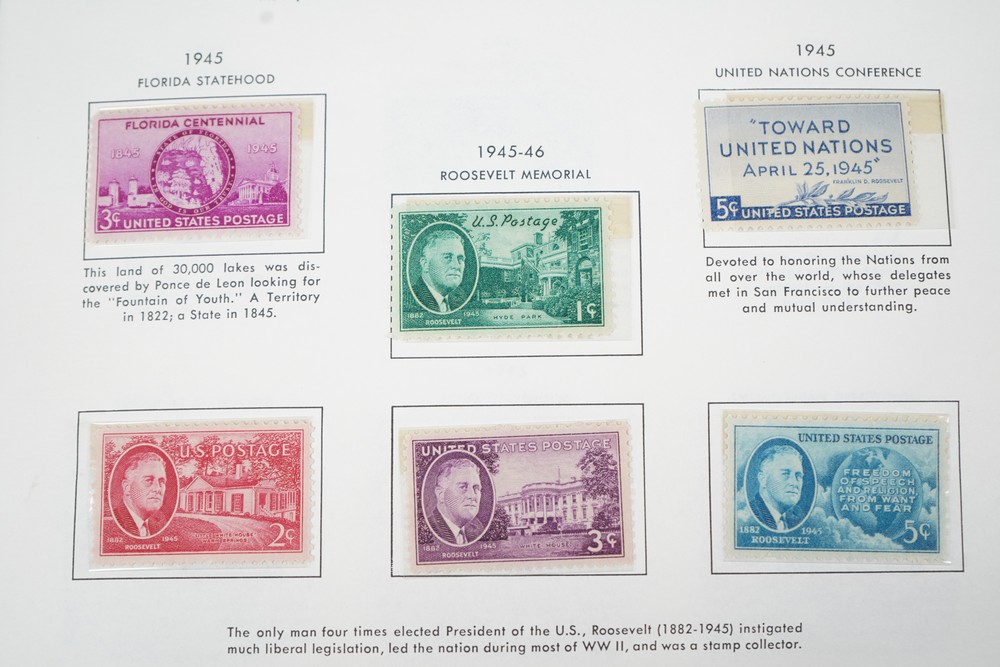 1945
FLORIDA STATEHOOD
FLORIDA CENTENNIAL
1845 1945
3¢ UNITED STATES POSTAGE
This land of 30,000 lakes was dis-
covered by Ponce de Leon looking for
the "Fountain of Youth." A Territory
in 1822; a State in 1845.
1945-46
ROOSEVELT MEMORIAL
U.S. Postage
1882 1945
ROOSEVELT
HYDE PARK
1¢
1945
UNITED NATIONS CONFERENCE
"TOWARD
UNITED NATIONS
APRIL 25, 1945"
FRANKLIN D. ROOSEVELT
5¢ UNITED STATES POSTAGE
Devoted to honoring the Nations from
all over the world, whose delegates
met in San Francisco to further peace
and mutual understanding.
U.S. POSTAGE
LITTLE WHITE HOUSE
WARM SPRINGS
1882 1945
ROOSEVELT
2¢
UNITED STATES POSTAGE
1882 1945
ROOSEVELT
WHITE HOUSE
3¢
UNITED STATES POSTAGE
FREEDOM
OF SPEECH
AND RELIGION,
FROM WANT
AND FEAR
1882 1945
ROOSEVELT
5¢
The only man four times elected President of the U.S., Roosevelt (1882-1945) instigated
much liberal legislation, led the nation during most of WW II, and was a stamp collector.